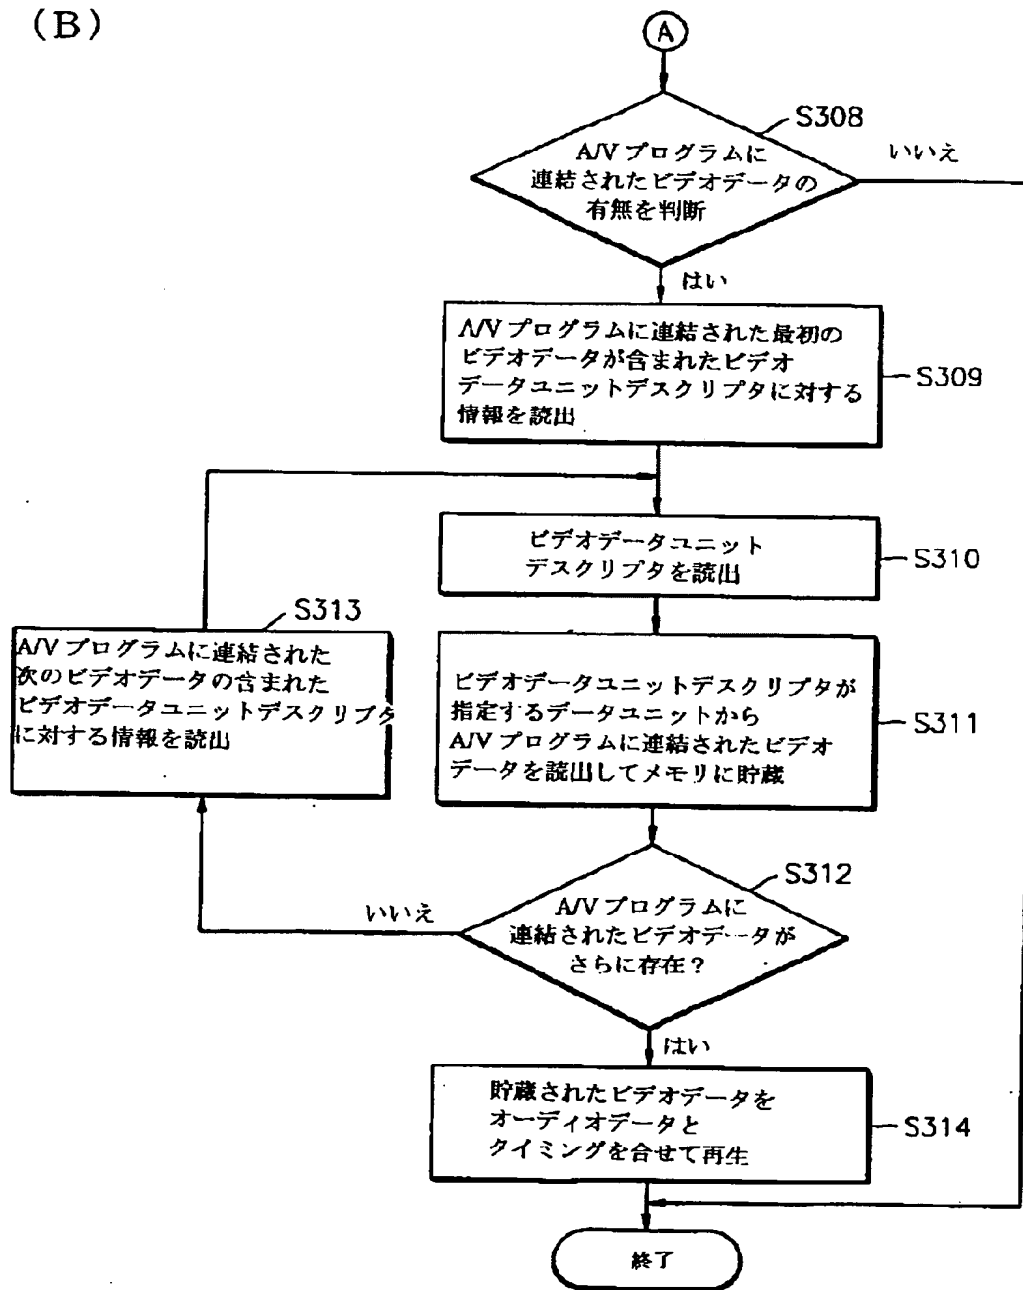 (B)
A
S308
A/Vプログラムに
連結されたビデオデータの
有無を判断
いいえ
はい
A/Vプログラムに連結された最初の
ビデオデータが含まれたビデオ
データユニットデスクリプタに対する
情報を読出
S309
ビデオデータユニット
デスクリプタを読出
S310
S313
A/Vプログラムに連結された
次のビデオデータの含まれた
ビデオデータユニットデスクリプタ
に対する情報を読出
ビデオデータユニットデスクリプタが
指定するデータユニットから
A/Vプログラムに連結されたビデオ
データを読出してメモリに貯蔵
S311
S312
A/Vプログラムに
連結されたビデオデータが
さらに存在?
いいえ
はい
貯蔵されたビデオデータを
オーディオデータと
タイミングを合せて再生
S314
終了